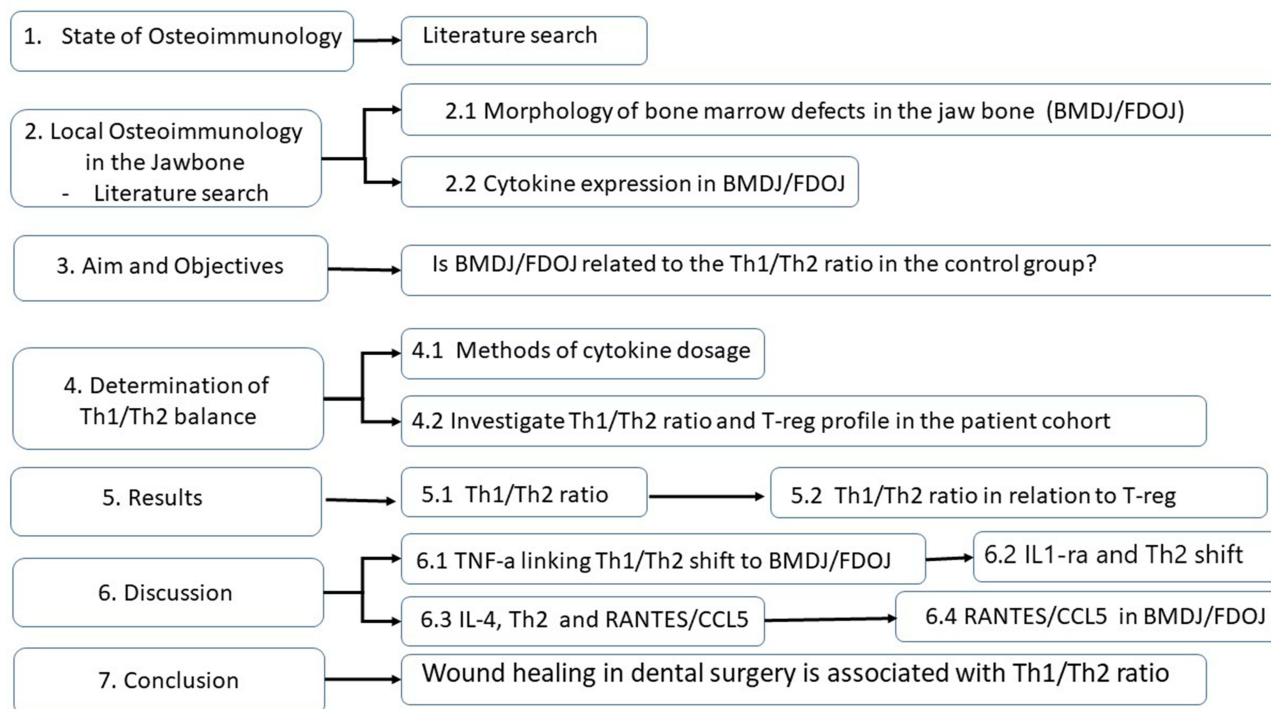 1. State of Osteoimmunology
Literature search
2. Local Osteoimmunology
in the Jawbone
- Literature search
2.1 Morphology of bone marrow defects in the jaw bone (BMDJ/FDOJ)
2.2 Cytokine expression in BMDJ/FDOJ
3. Aim and Objectives
Is BMDJ/FDOJ related to the Th1/Th2 ratio in the control group?
4. Determination of
Th1/Th2 balance
4.1 Methods of cytokine dosage
4.2 Investigate Th1/Th2 ratio and T-reg profile in the patient cohort
5. Results
5.1 Th1/Th2 ratio
5.2 Th1/Th2 ratio in relation to T-reg
6. Discussion
6.1 TNF-a linking Th1/Th2 shift to BMDJ/FDOJ
6.2 IL1-ra and Th2 shift
6.3 IL-4, Th2 and RANTES/CCL5
6.4 RANTES/CCL5 in BMDJ/FDOJ
7. Conclusion
Wound healing in dental surgery is associated with Th1/Th2 ratio